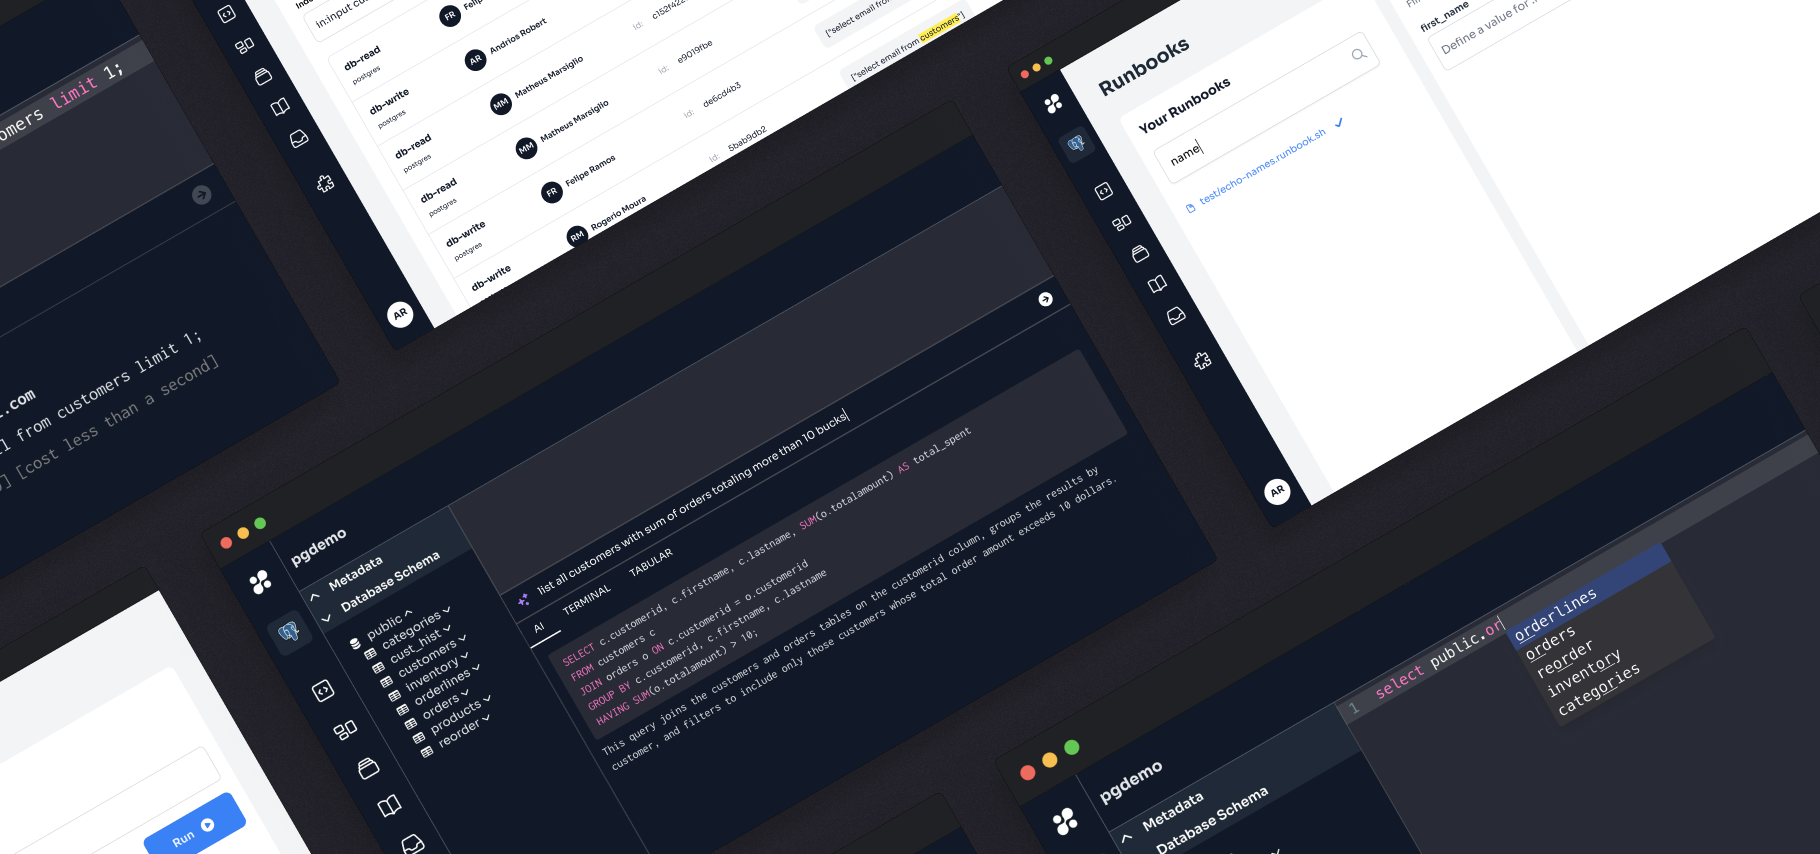 omers limit 1;
l.com
l from customers limit 1;
] [cost less than a second]
in:input cu
db-read
postgres
FR
Felip
db-write
postgres
AR
Andrios Robert
Id:
c152f422
db-read
postgres
MM
Matheus Marsiglio
Id:
e9019fbe
["select email from
db-read
postgres
MM
Matheus Marsiglio
Id:
de6cd4b3
["select email from customers"]
db-write
postgres
FR
Felipe Ramos
Id:
5bab9db2
db-write
RM
Rogerio Moura
AR
Runbooks
Your Runbooks
name
test/echo-names.runbook.sh
first_name
Define a value for
AR
pgdemo
Metadata
Database Schema
public
categories
cust_hist
customers
inventory
orderlines
orders
products
reorder
list all customers with sum of orders totaling more than 10 bucks
AI
TERMINAL
TABULAR
SELECT c.customerid, c.firstname, c.lastname, SUM(o.totalamount) AS total_spent
FROM customers c
JOIN orders o ON c.customerid = o.customerid
GROUP BY c.customerid, c.firstname, c.lastname
HAVING SUM(o.totalamount) > 10;
This query joins the customers and orders tables on the customerid column, groups the results by
customer, and filters to include only those customers whose total order amount exceeds 10 dollars.
Run
pgdemo
Metadata
Database Schema
1 select public.or
orderlines
orders
reorder
inventory
categories